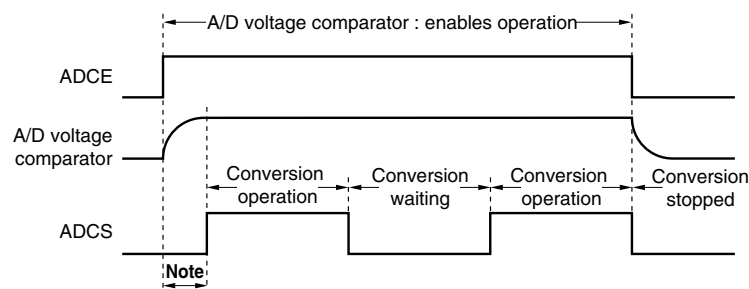 A/D voltage comparator : enables operation
ADCE
A/D voltage
comparator
Conversion
operation
Conversion
waiting
Conversion
operation
Conversion
stopped
ADCS
Note